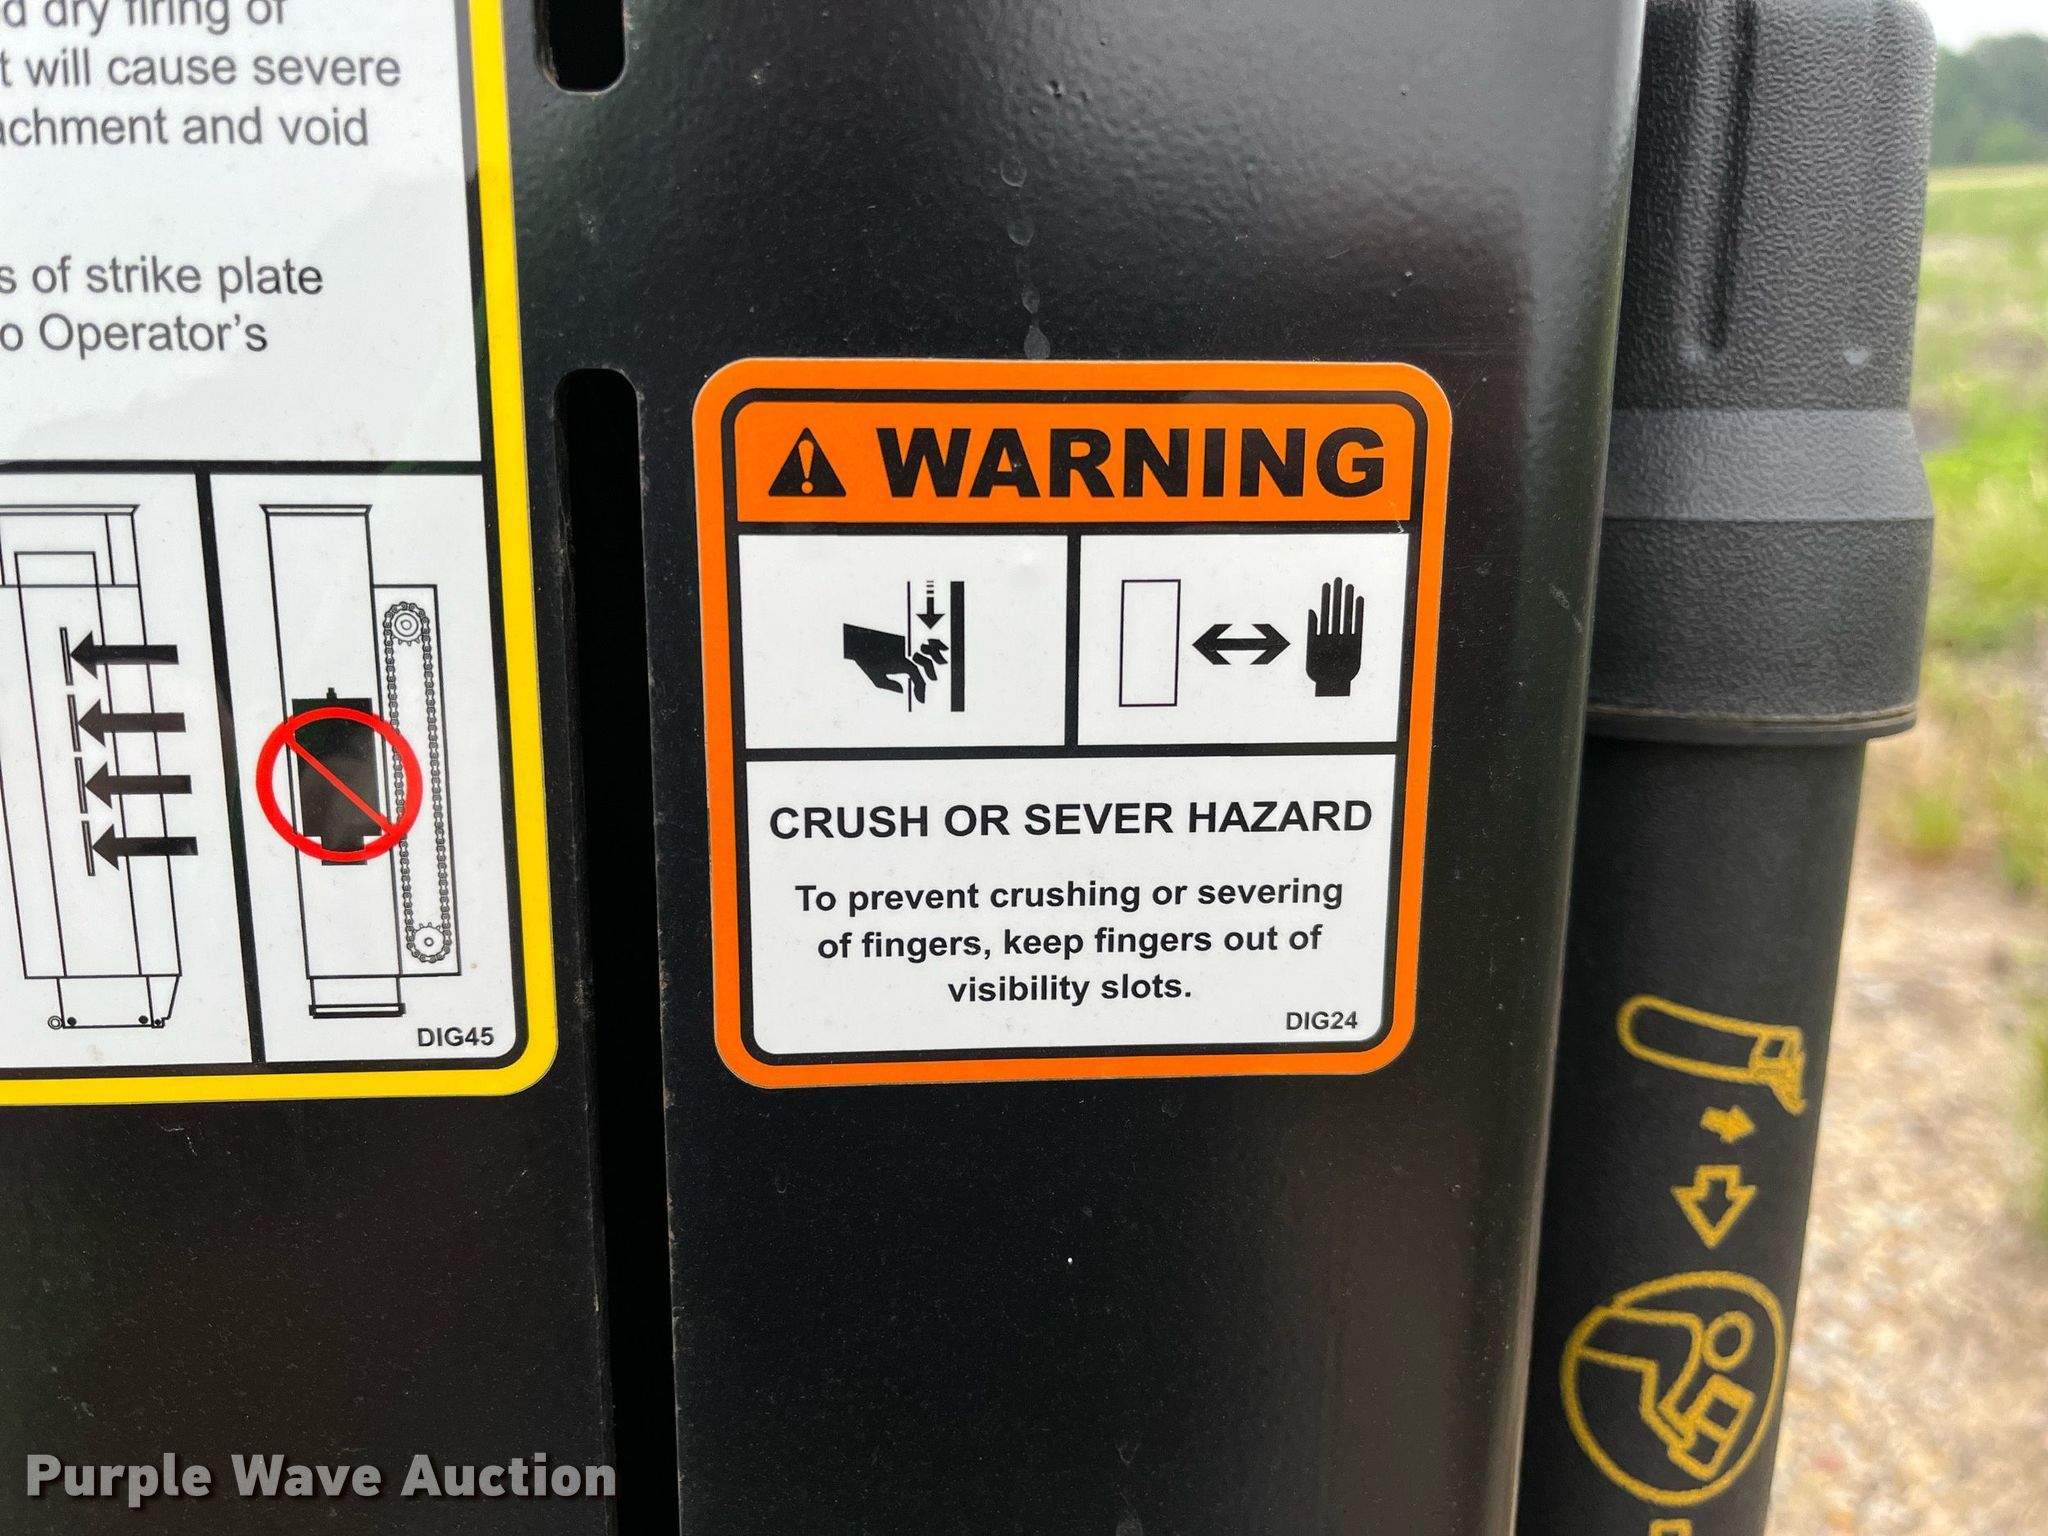 d dry firing of
t will cause severe
achment and void
s of strike plate
o Operator's
DIG45
WARNING
CRUSH OR SEVER HAZARD
To prevent crushing or severing
of fingers, keep fingers out of
visibility slots.
DIG24
Purple Wave Auction